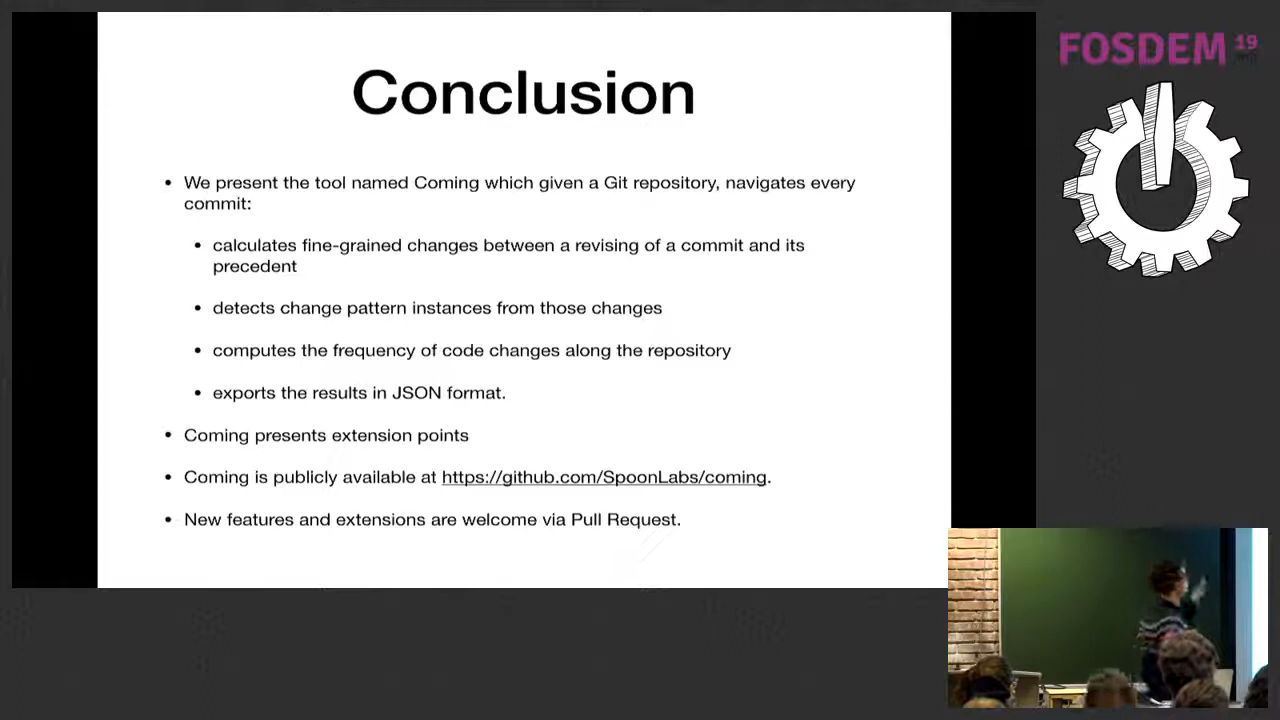 Conclusion
• We present the tool named Coming which given a Git repository, navigates every
commit:
• calculates fine-grained changes between a revising of a commit and its
precedent
• detects change pattern instances from those changes
• computes the frequency of code changes along the repository
• exports the results in JSON format.
• Coming presents extension points
• Coming is publicly available at https://github.com/SpoonLabs/coming.
• New features and extensions are welcome via Pull Request.
FOSDEM 19